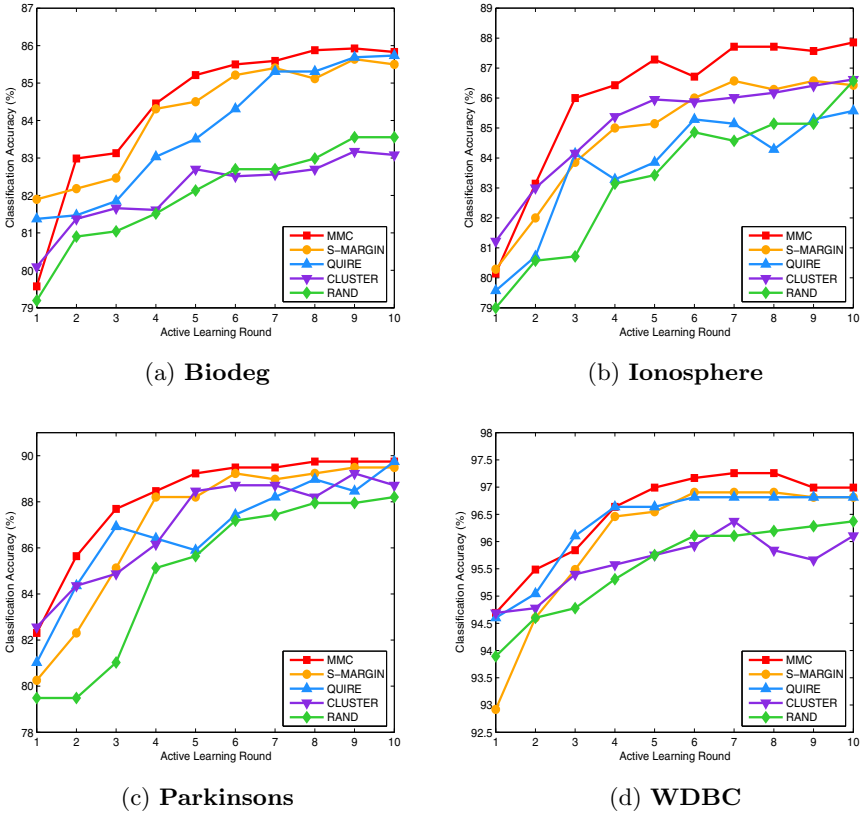 87
86
85
84
83
82
81
80
79
1 2 3 4 5 6 7 8 9 10
Classification Accuracy (%)
Active Learning Round
MMC
S−MARGIN
QUIRE
CLUSTER
RAND
(a) Biodeg
89
88
87
86
85
84
83
82
81
80
79
1 2 3 4 5 6 7 8 9 10
Classification Accuracy (%)
Active Learning Round
MMC
S−MARGIN
QUIRE
CLUSTER
RAND
(b) Ionosphere
90
88
86
84
82
80
78
1 2 3 4 5 6 7 8 9 10
Classification Accuracy (%)
Active Learning Round
MMC
S−MARGIN
QUIRE
CLUSTER
RAND
(c) Parkinsons
98
97.5
97
96.5
96
95.5
95
94.5
94
93.5
93
92.5
1 2 3 4 5 6 7 8 9 10
Classification Accuracy (%)
Active Learning Round
MMC
S−MARGIN
QUIRE
CLUSTER
RAND
(d) WDBC